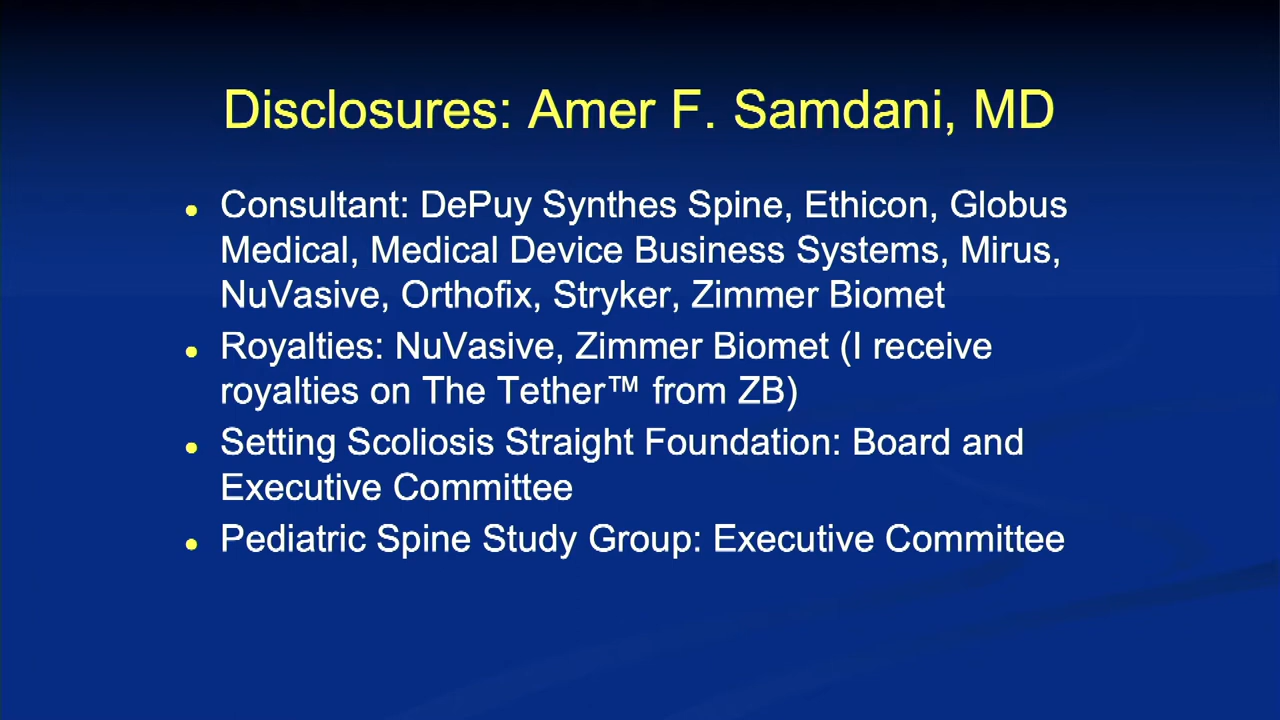 Disclosures: Amer F. Samdani, MD
• Consultant: DePuy Synthes Spine, Ethicon, Globus
Medical, Medical Device Business Systems, Mirus,
NuVasive, Orthofix, Stryker, Zimmer Biomet
• Royalties: NuVasive, Zimmer Biomet (I receive
royalties on The Tether™ from ZB)
• Setting Scoliosis Straight Foundation: Board and
Executive Committee
• Pediatric Spine Study Group: Executive Committee